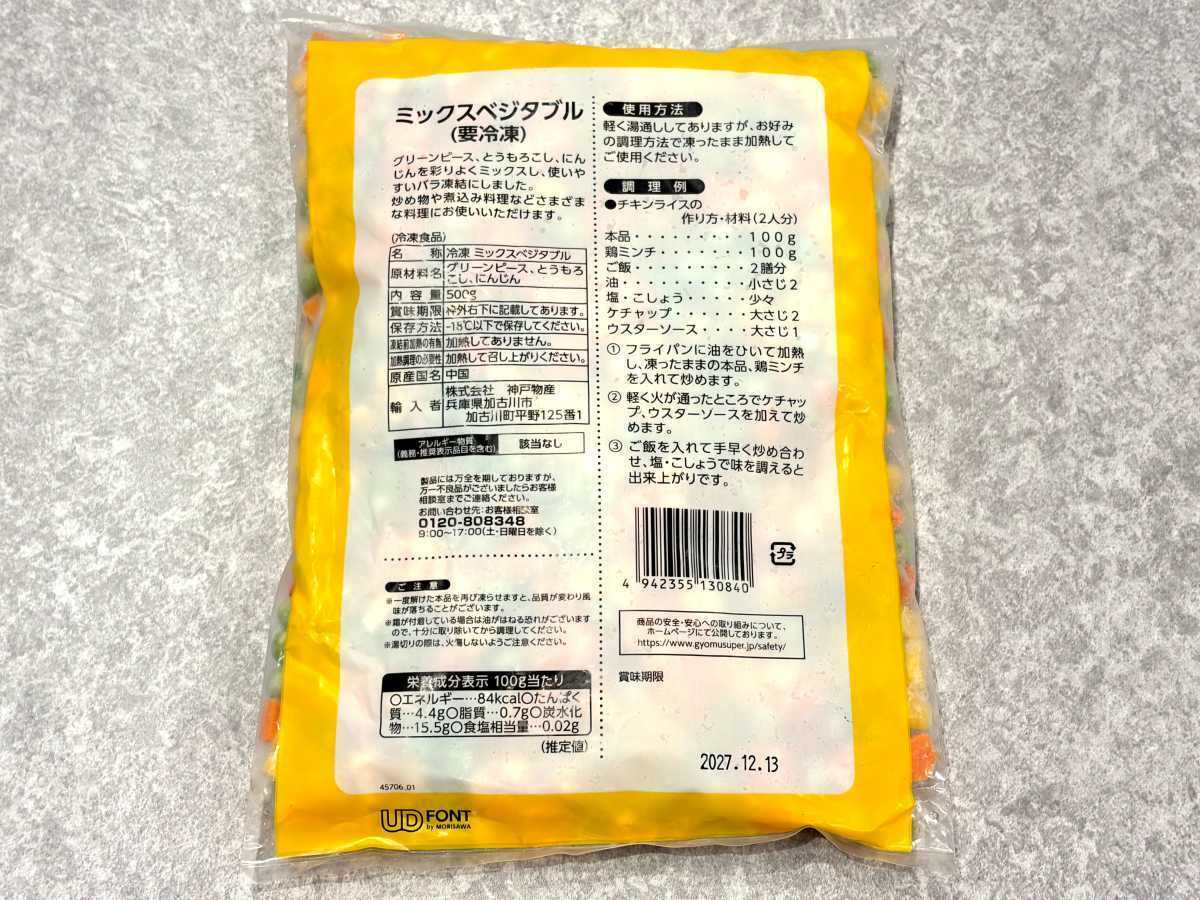 ミックスベジタブル
(要冷凍)
グリーンピース、とうもろこし、にん
じんを彩りよくミックスし、使いや
すいバラ凍結にしました。
炒め物や煮込み料理などさまざま
な料理にお使いいただけます。
(冷凍食品)
名称 冷凍 ミックスベジタブル
原材料名 グリーンピース、とうもろ
こし、にんじん
内容量 500g
賞味期限 枠外右下に記載してあります。
保存方法 -18℃以下で保存してください。
凍結前加熱の有無 加熱してありません。
加熱調理の必要性 加熱して召し上がりください。
原産国名 中国
輸入者 株式会社 神戸物産
兵庫県加古川市
加古川町平野125番1
アレルギー物質
(義務・推奨表示品目を含む) 該当なし
製品には万全を期しておりますが、
万一不良品がございましたらお客様
相談室までご連絡ください。
お問い合わせ先:お客様相談室
0120-808348
9:00~17:00(土・日曜日を除く)
ご注意
※一度解けた本品を再び凍らせますと、品質が変わり風
味が落ちることがございます。
※霜が付着している場合は油がはねる恐れがございます
ので、十分に取り除いてから調理してください。
※湯切りの際は、火傷しないようご注意ください。
栄養成分表示 100g当たり
○エネルギー…84kcal○たんぱく
質…4.4g○脂質…0.7g○炭水化
物…15.5g○食塩相当量…0.02g
(推定値)
45706.01
UD FONT
by MORISAWA
使用方法
軽く湯通ししてありますが、お好み
の調理方法で凍ったまま加熱して
ご使用ください。
調理例
●チキンライスの
作り方・材料(2人分)
本品・・・・・・・・・100g
鶏ミンチ・・・・・・・100g
ご飯・・・・・・・・・2膳分
油・・・・・・・・・・小さじ2
塩・こしょう・・・・・少々
ケチャップ・・・・・・大さじ2
ウスターソース・・・・大さじ1
① フライパンに油をひいて加熱
し、凍ったままの本品、鶏ミンチ
を入れて炒めます。
② 軽く火が通ったところでケチャッ
プ、ウスターソースを加えて炒
めます。
③ ご飯を入れて手早く炒め合わ
せ、塩・こしょうで味を調えると
出来上がりです。
4 942355 130840
プラ
商品の安全・安心への取り組みについて、
ホームページにて公開しております。
https://www.gyomusuper.jp/safety/
賞味期限
2027.12.13